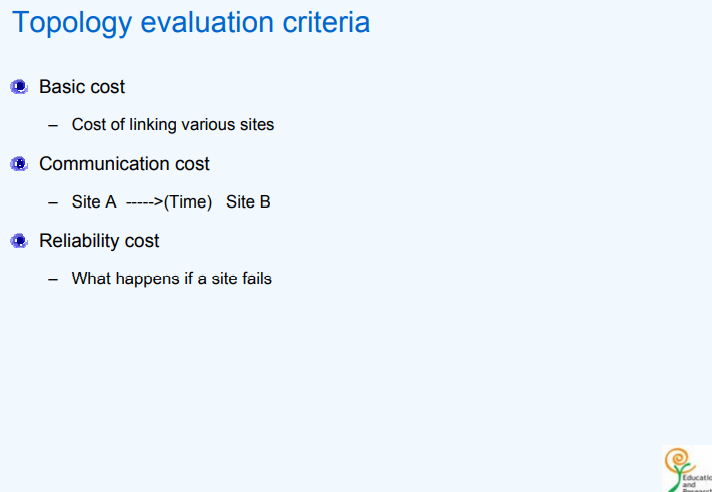 Topology evaluation criteria
Basic cost
– Cost of linking various sites
Communication cost
– Site A ----->(Time) Site B
Reliability cost
– What happens if a site fails
Educatio
and
Research